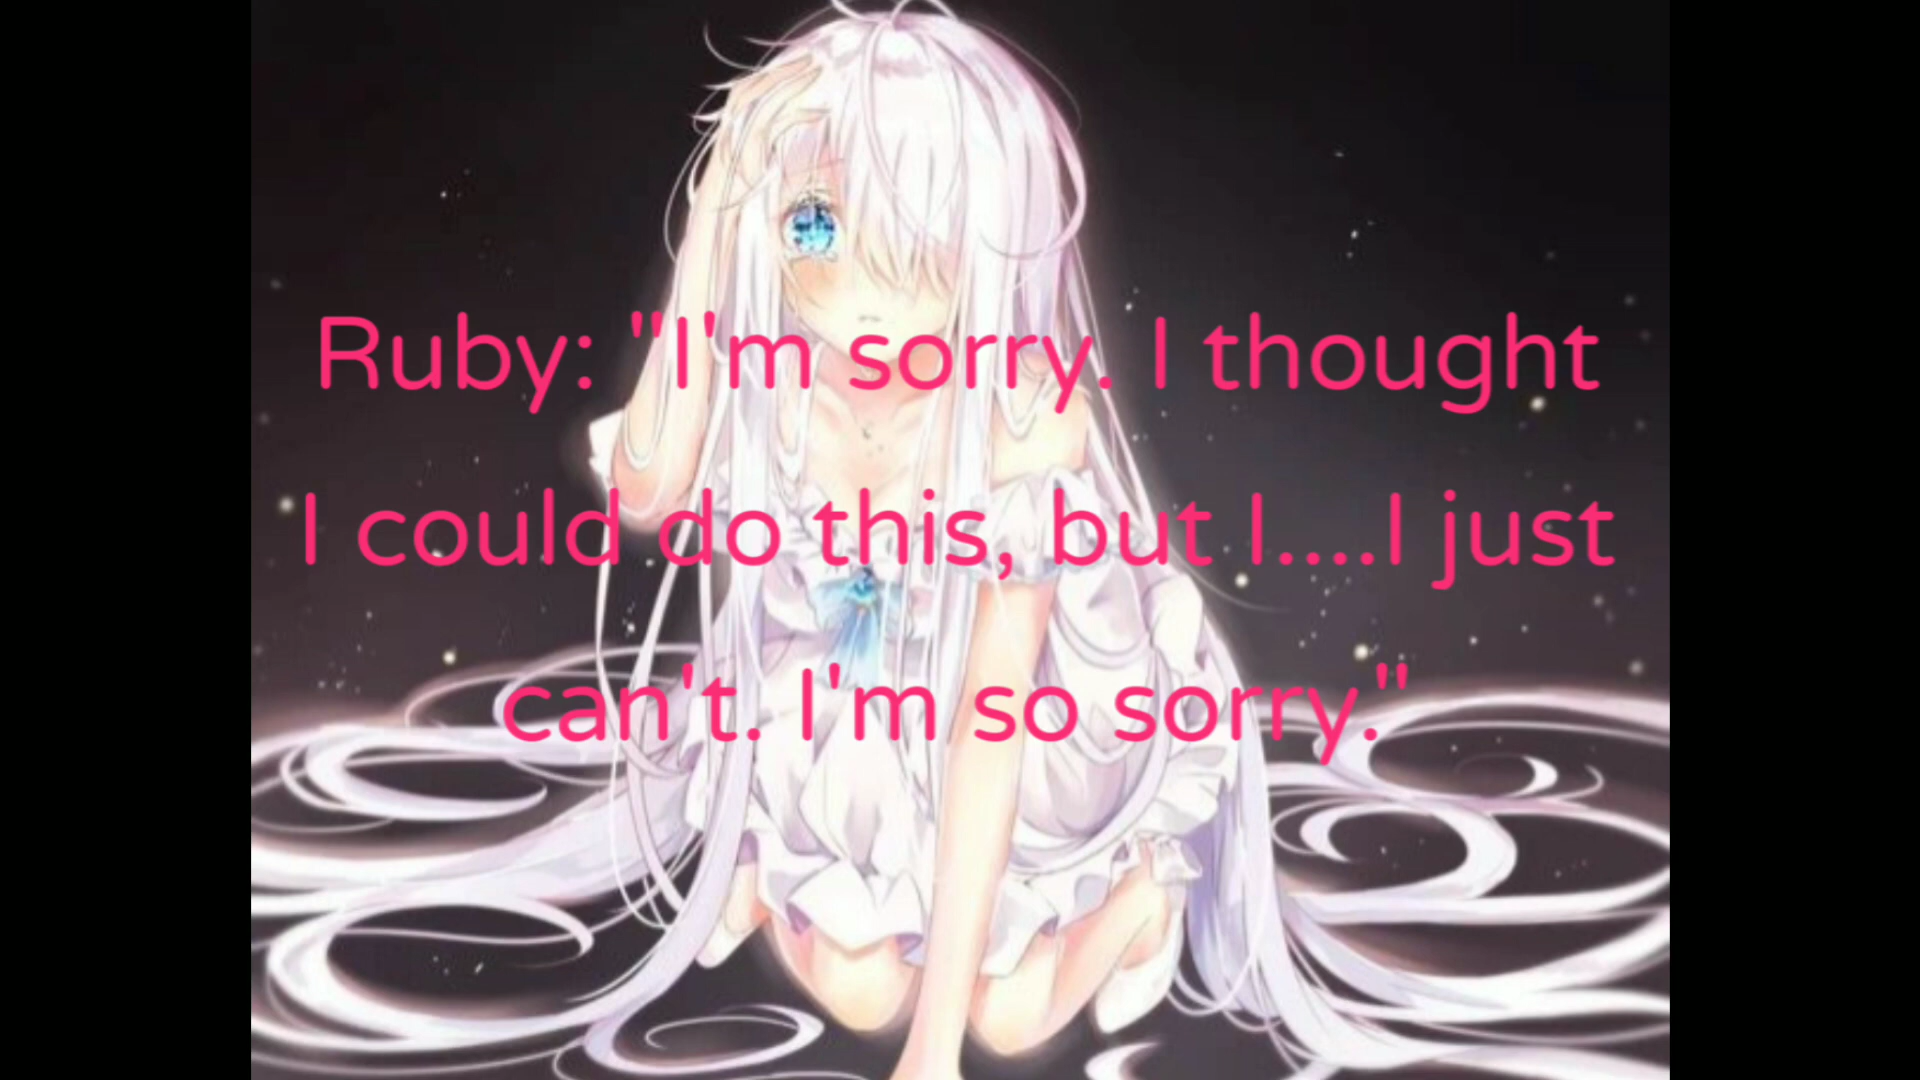 Ruby: "I'm sorry. I thought
I could do this, but I....I just
can't. I'm so sorry."